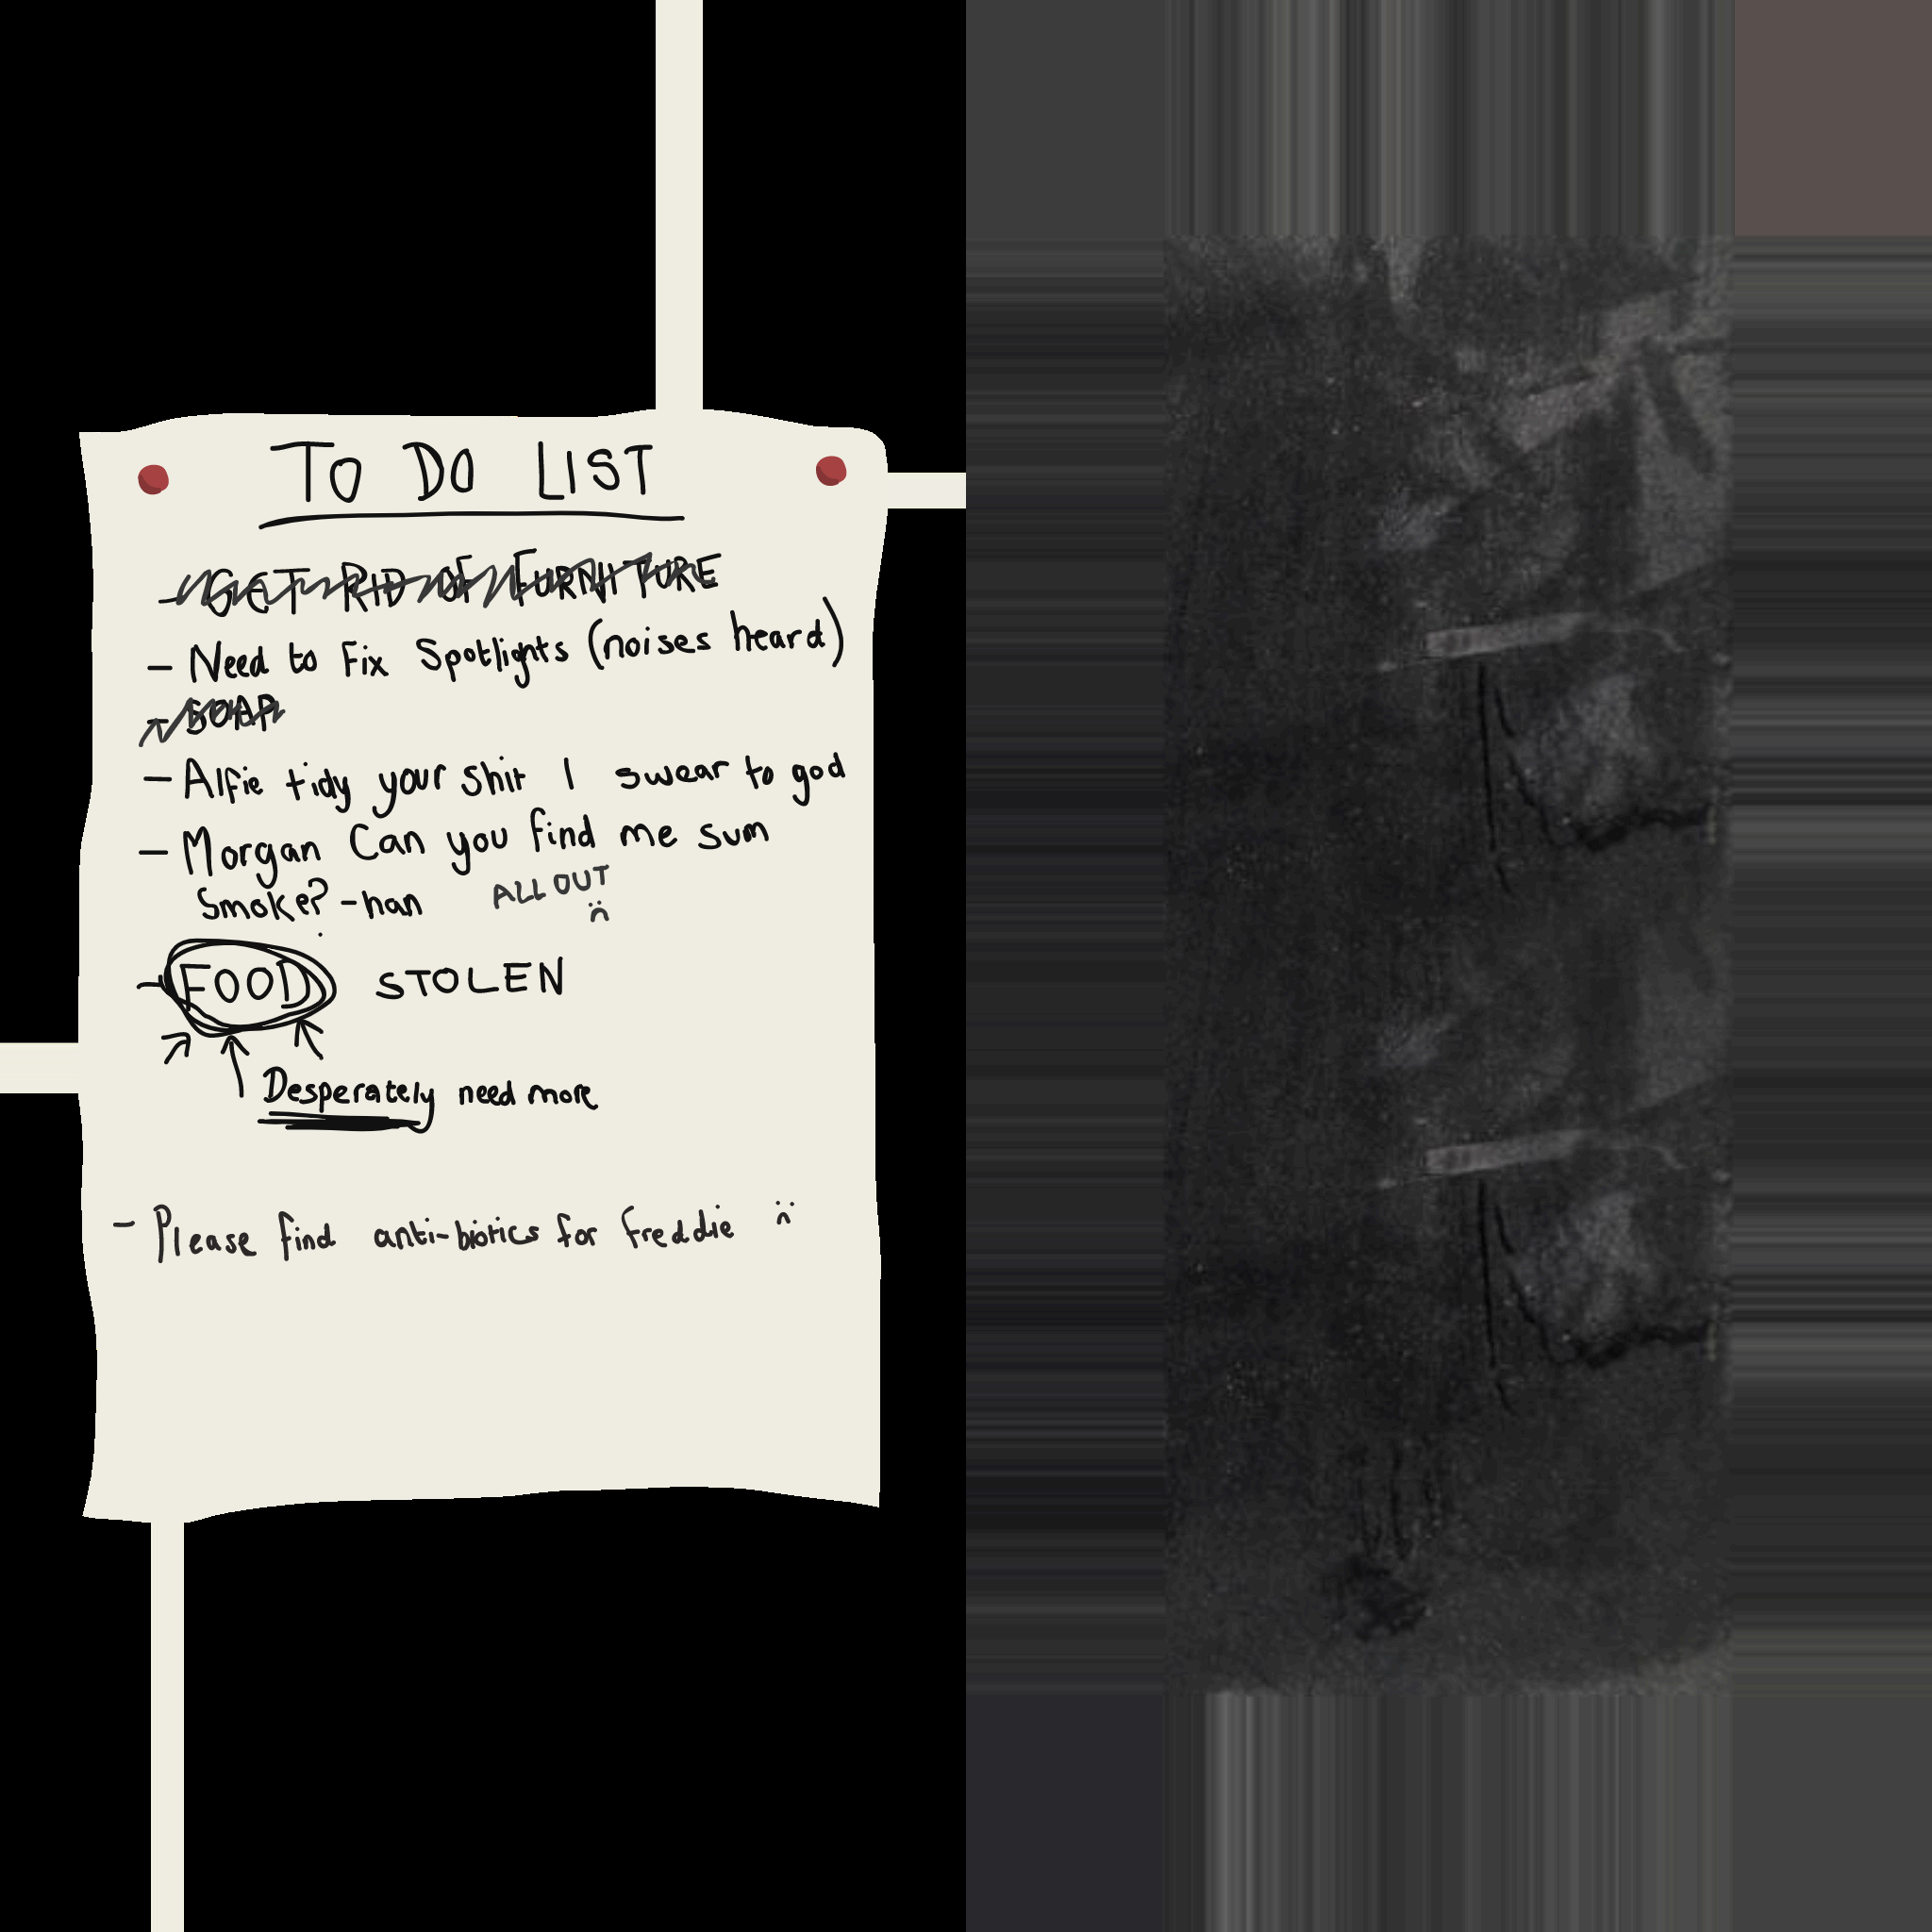 TO DO LIST
- GET RID OF FURNITURE
- Need to Fix Spotlights (noises heard)
- SOAP
- Alfie tidy your shit I swear to god
- Morgan Can you find me sum
Smoke? - han ALL OUT
- FOOD STOLEN
Desperately need more
- Please find anti-biotics for freddie